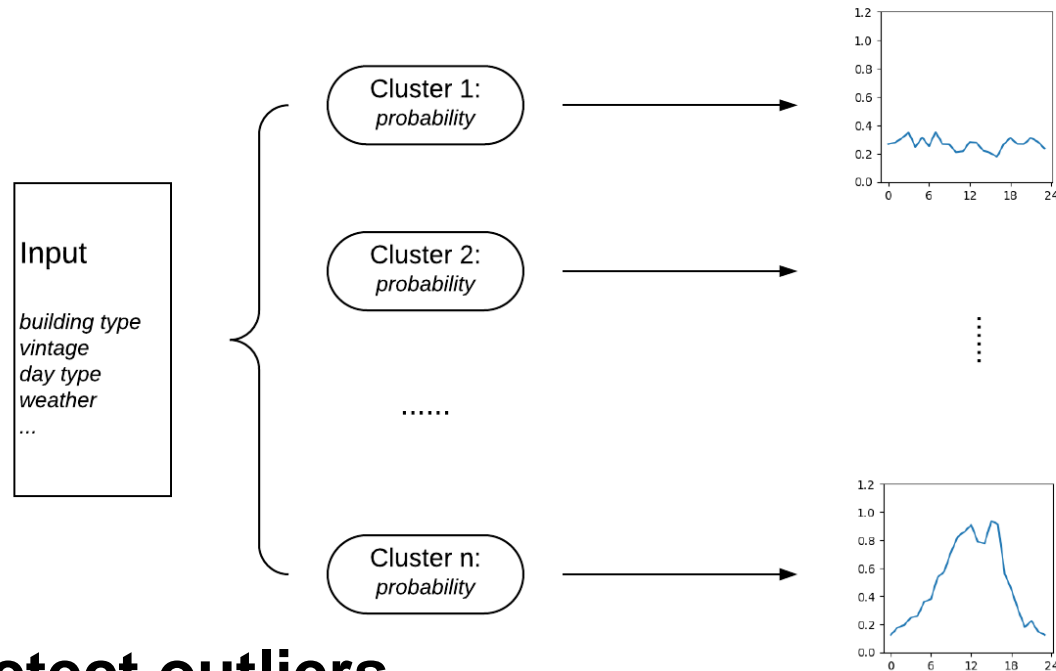 Input
building type
vintage
day type
weather
...
Cluster 1:
probability
Cluster 2:
probability
......
Cluster n:
probability
1.2
1.0
0.8
0.6
0.4
0.2
0.0
0 6 12 18 24
......
1.2
1.0
0.8
0.6
0.4
0.2
0.0
0 6 12 18 24
outliers